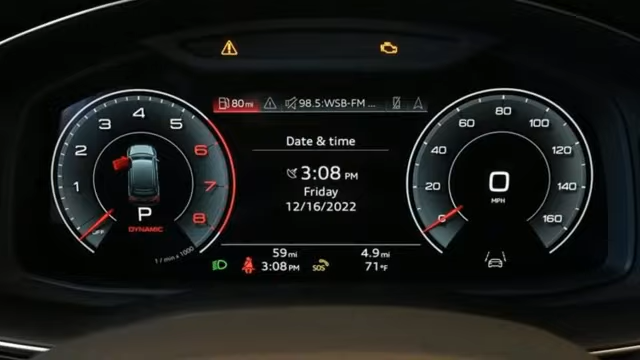 80 mi
98.5:WSB-FM ...
Date & time
3:08 PM
Friday
12/16/2022
59 mi
3:08 PM
SOS
4.9 mi
71 °F
OFF
1
2
3
4
5
6
7
8
P
DYNAMIC
1 / min x 1000
0
20
40
60
80
100
120
140
160
0
MPH